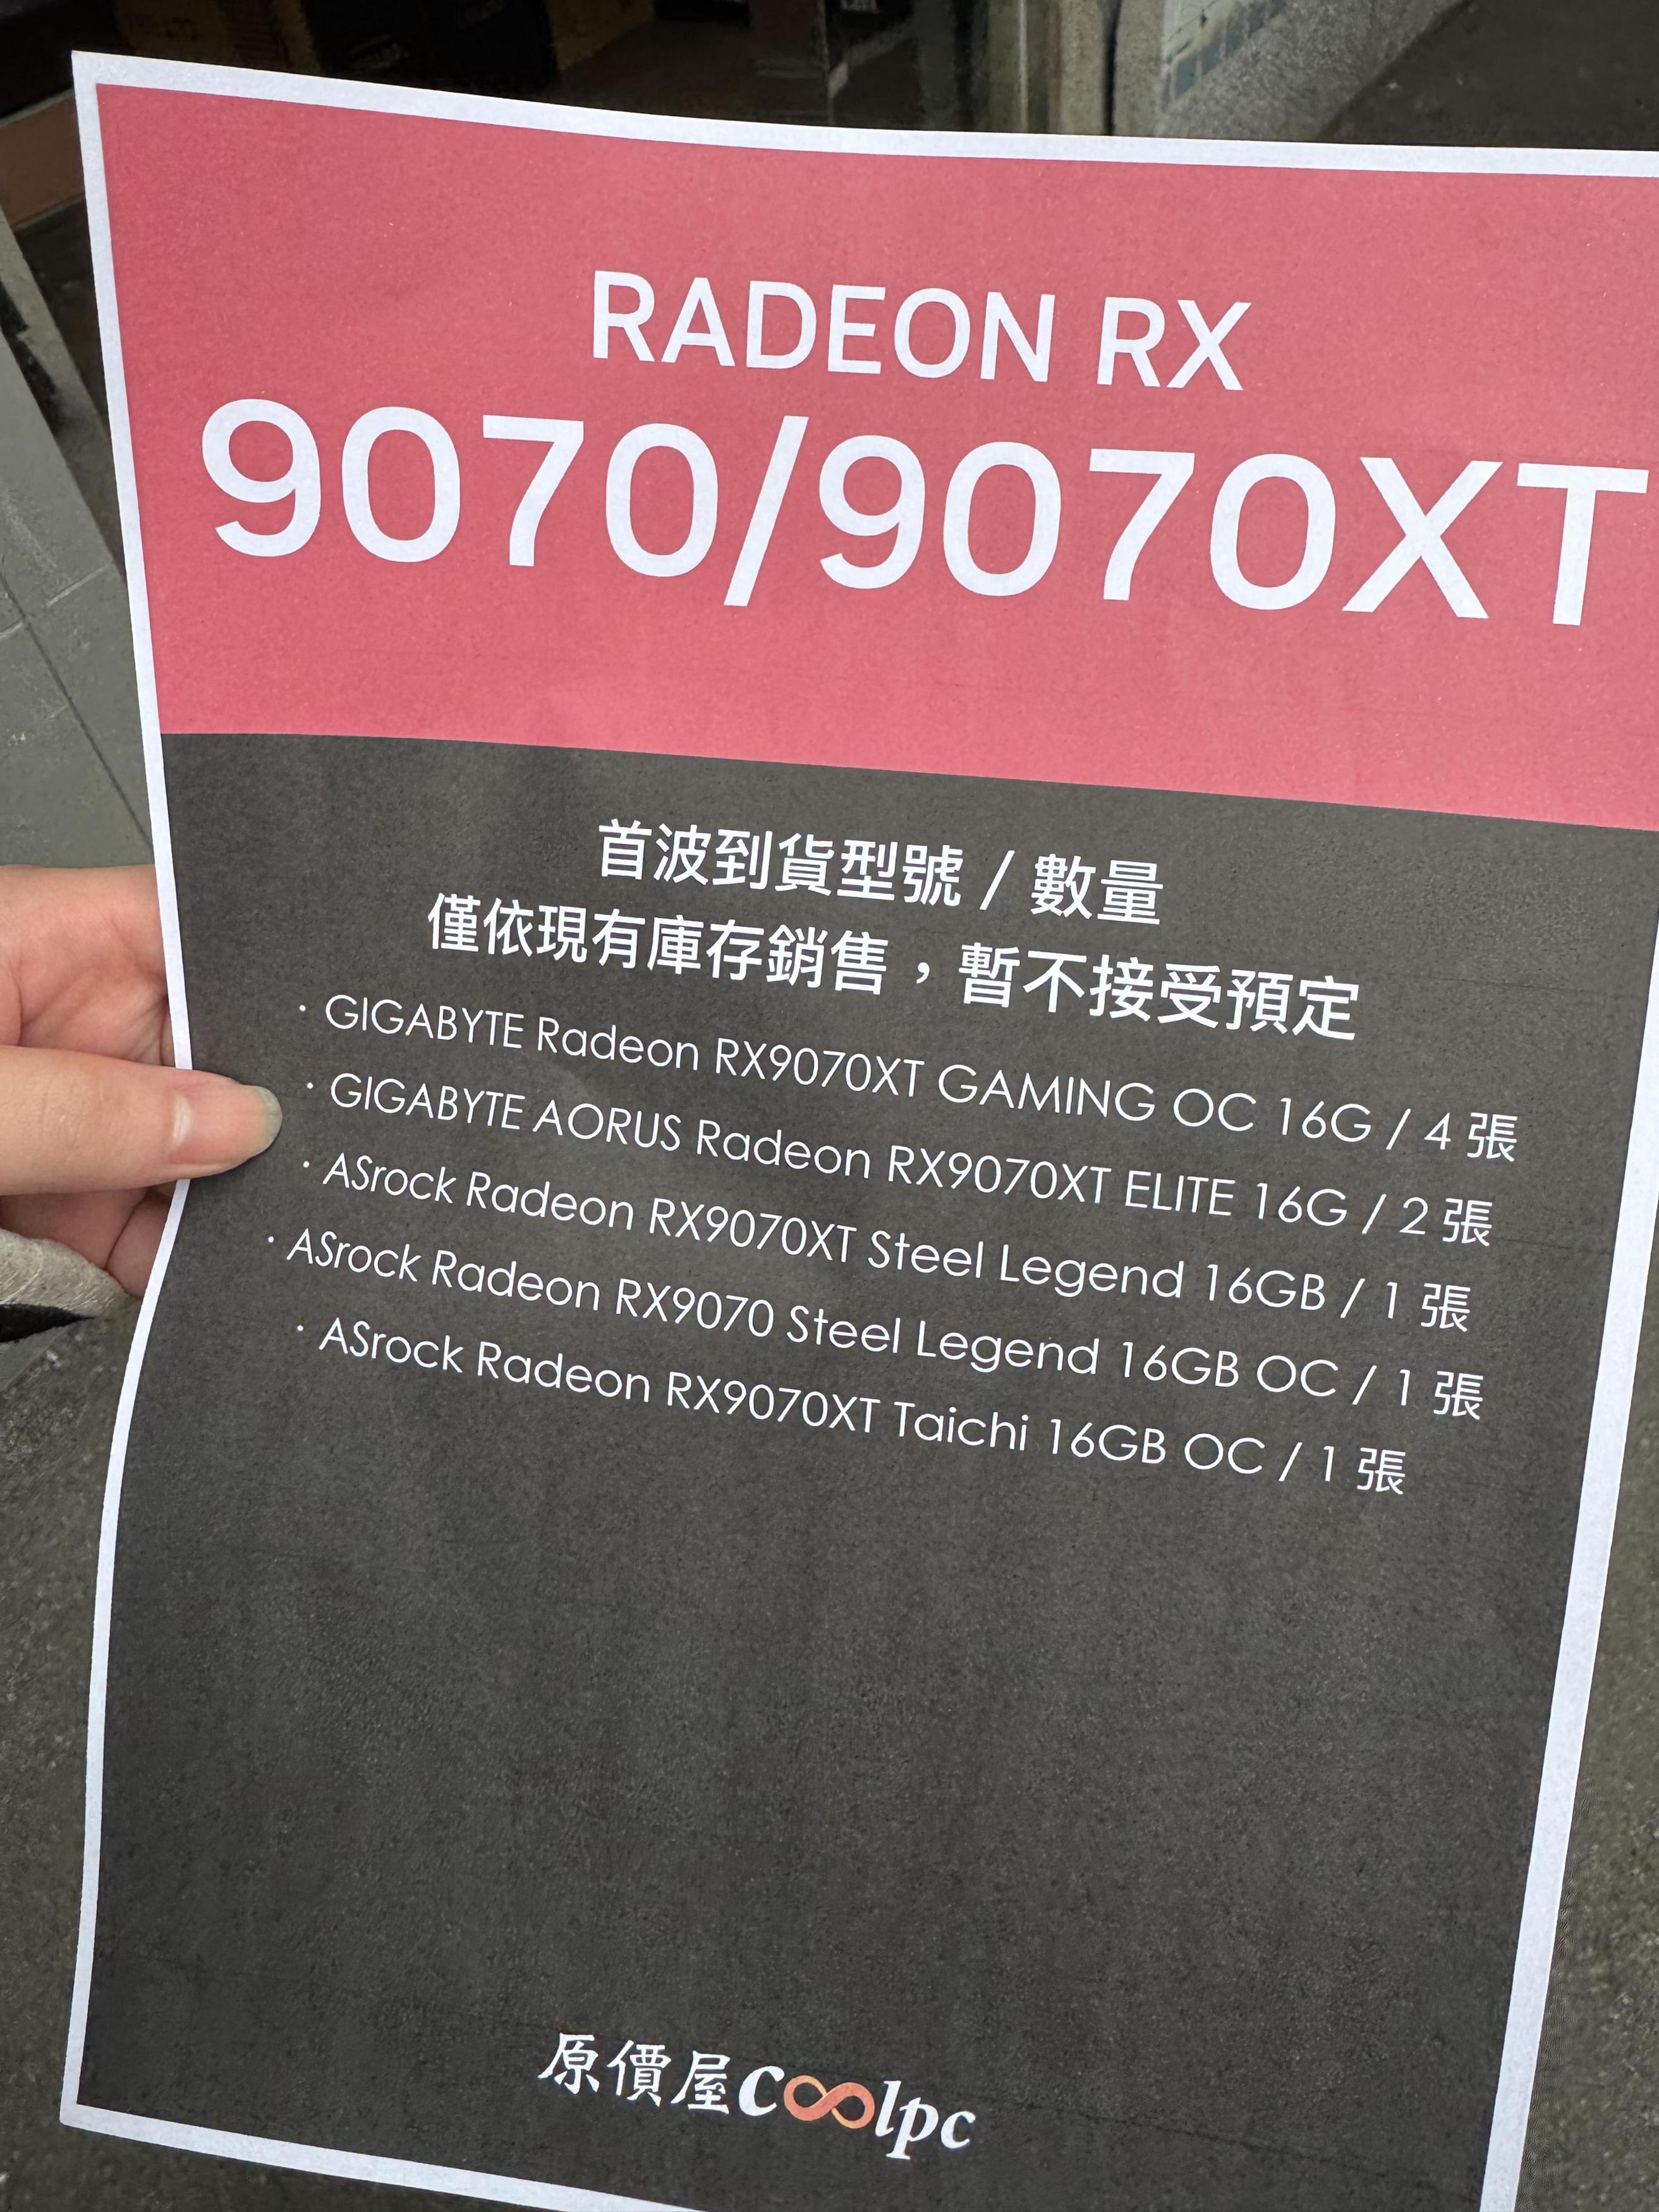 RADEON RX
9070/9070XT
首波到貨型號 / 數量
僅依現有庫存銷售，暫不接受預定
· GIGABYTE Radeon RX9070XT GAMING OC 16G / 4 張
· GIGABYTE AORUS Radeon RX9070XT ELITE 16G / 2 張
· ASrock Radeon RX9070XT Steel Legend 16GB / 1 張
· ASrock Radeon RX9070 Steel Legend 16GB OC / 1 張
· ASrock Radeon RX9070XT Taichi 16GB OC / 1 張
原價屋coolpc